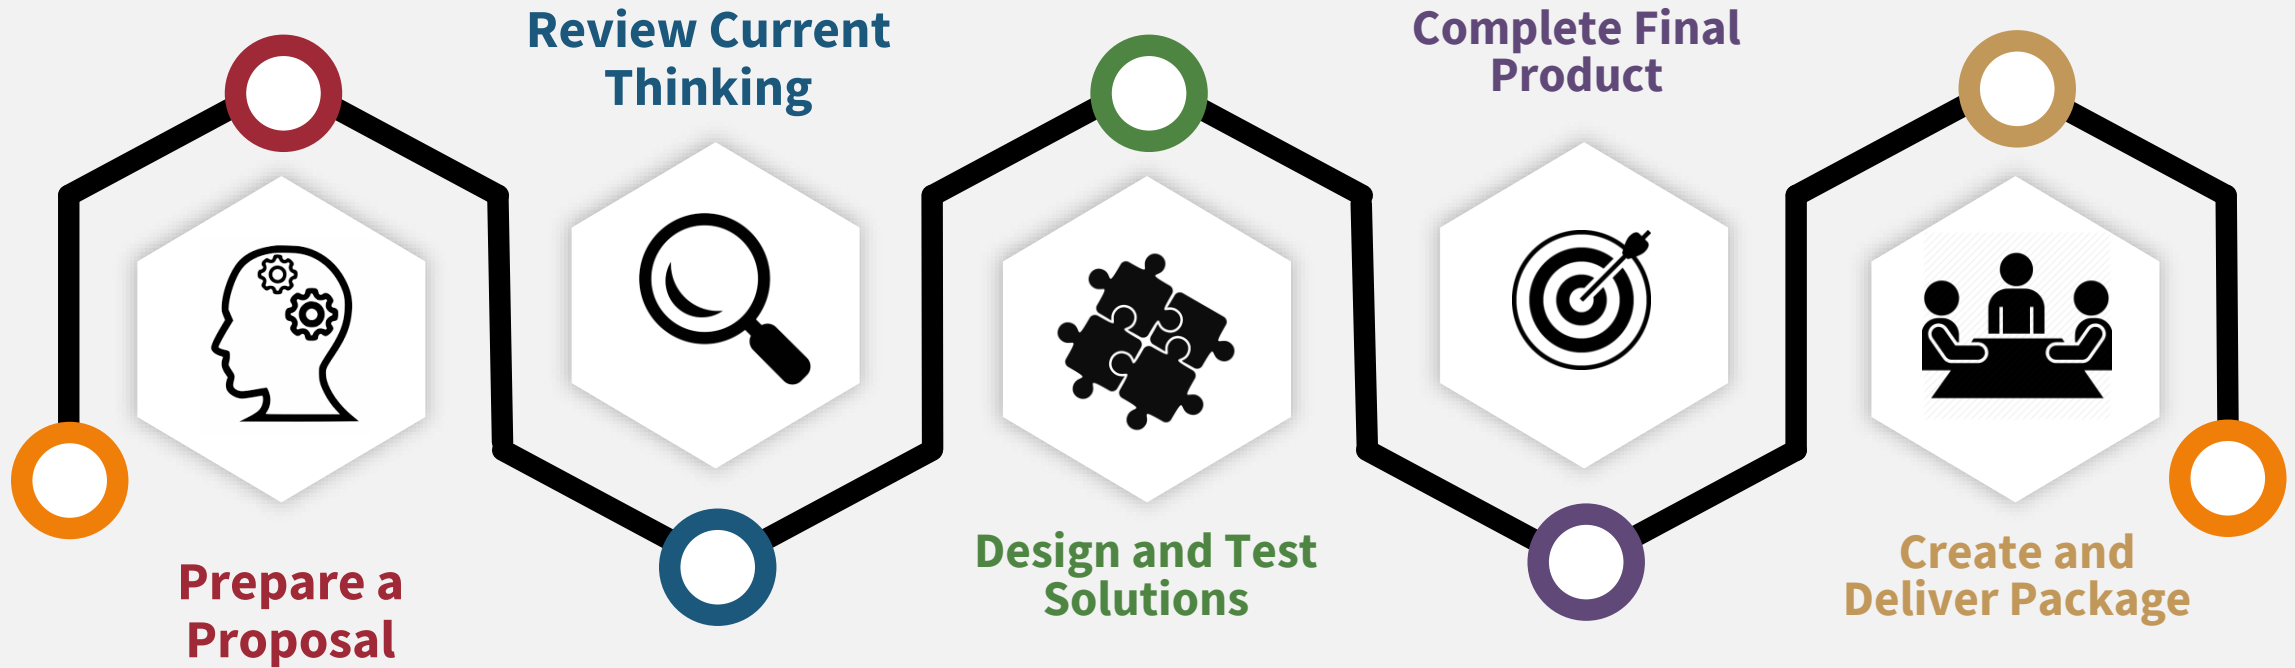 Prepare a
Proposal
Review Current
Thinking
Design and Test
Solutions
Complete Final
Product
Create and
Deliver Package